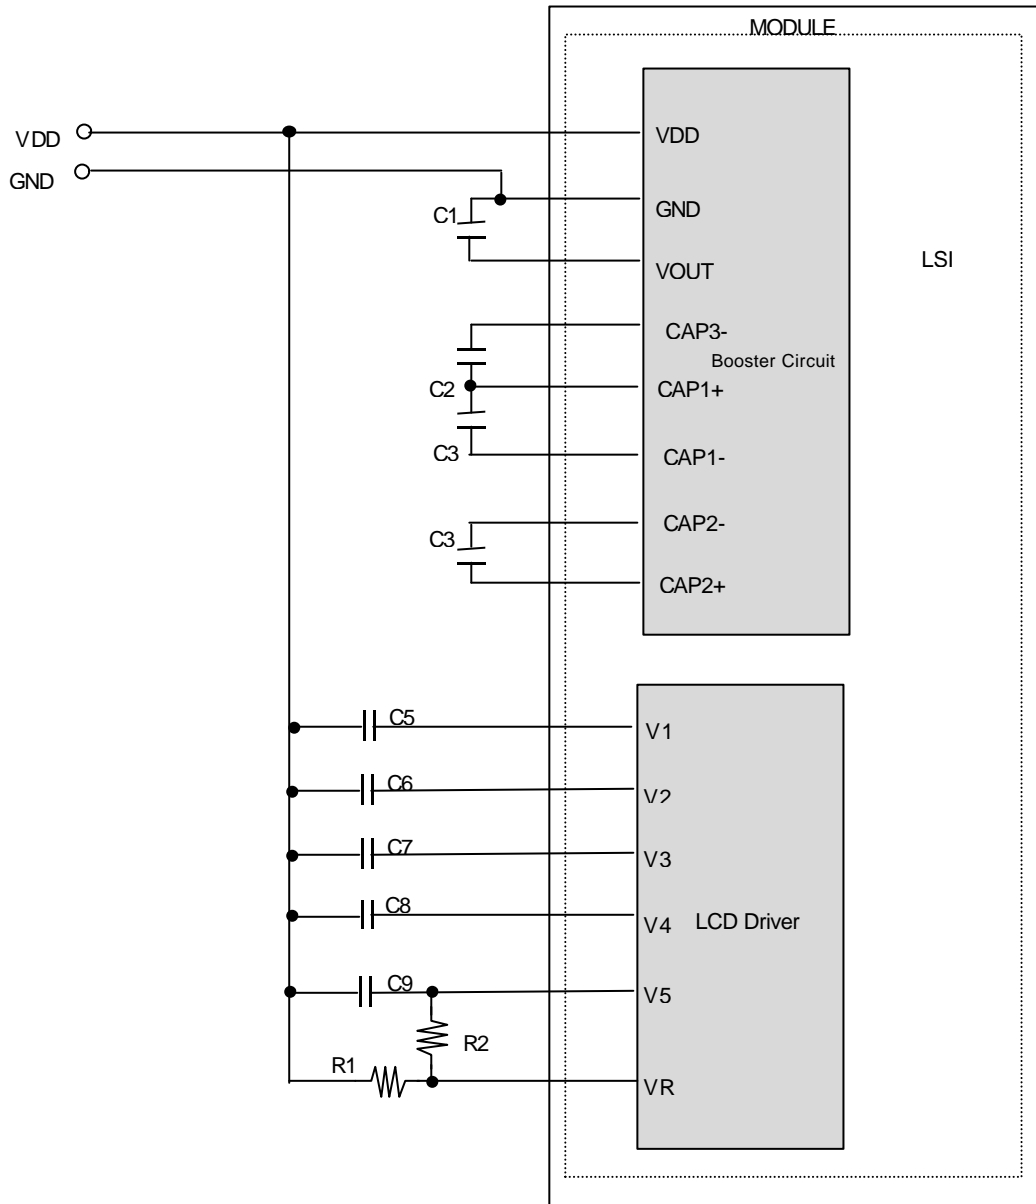 MODULE
VDD
VDD
GND
C1
GND
VOUT
LSI
CAP3-
Booster Circuit
C2
CAP1+
C3
CAP1-
C3
CAP2-
CAP2+
C5
V1
C6
V2
C7
V3
C8
V4
LCD Driver
C9
V5
R2
R1
VR